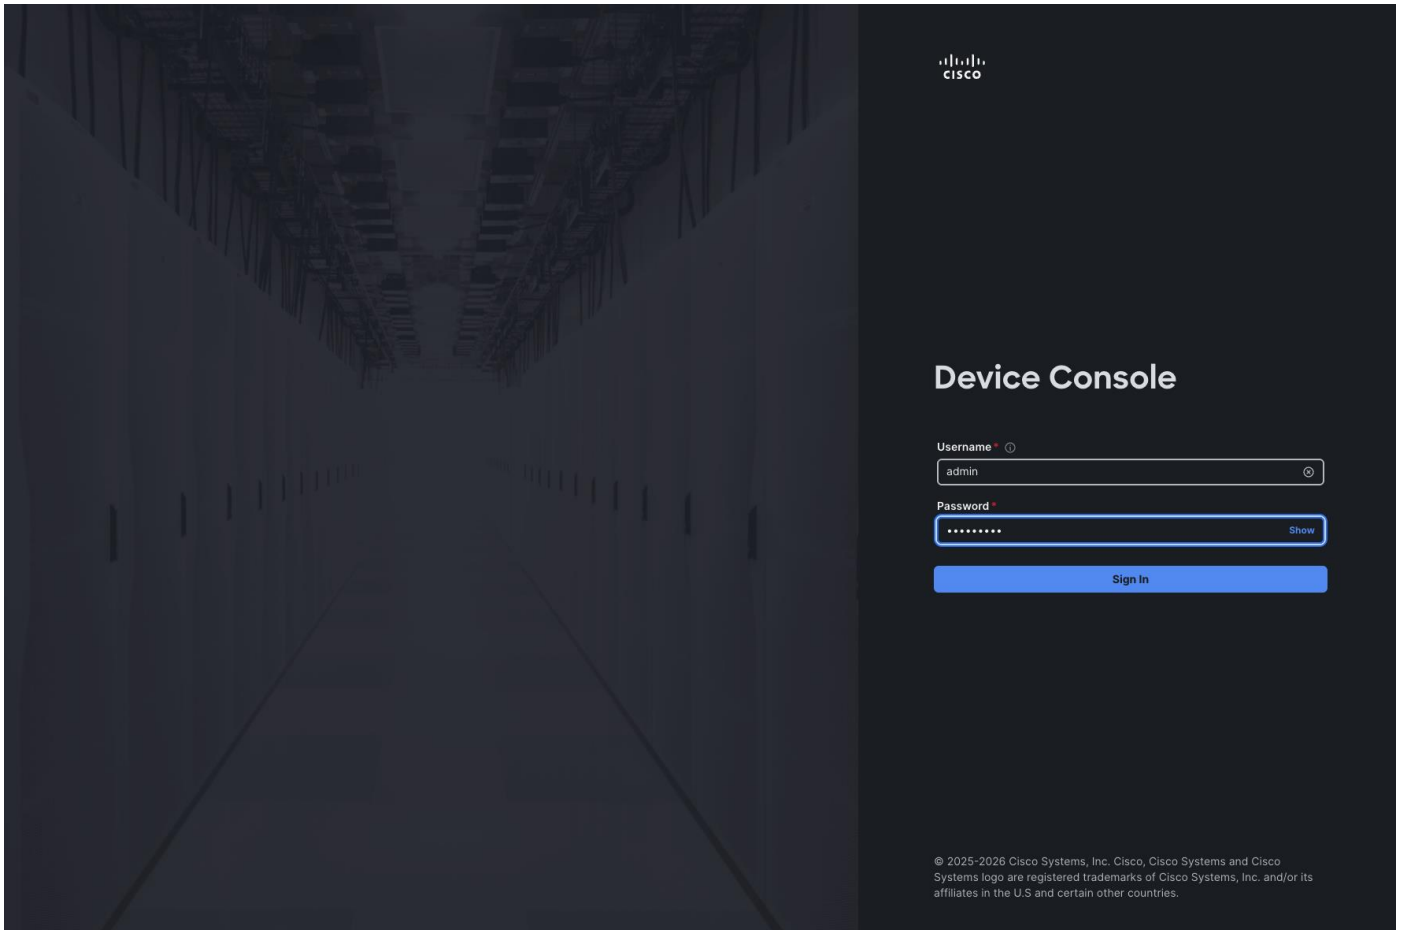 CISCO
Device Console
Username*
admin
Password*
•••••••••
Show
Sign In
© 2025-2026 Cisco Systems, Inc. Cisco, Cisco Systems and Cisco
Systems logo are registered trademarks of Cisco Systems, Inc. and/or its
affiliates in the U.S and certain other countries.